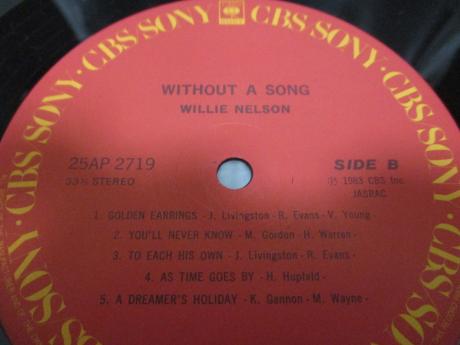 CBS/SONY · CBS SONY · CBS SONY · CBS SONY · CBS/SONY
WITHOUT A SONG
WILLIE NELSON
25AP 2719 SIDE B
33⅓ STEREO ℗ 1983 CBS Inc.
JASRAC
1. GOLDEN EARRINGS - J. Livingston - R. Evans - V. Young -
2. YOU'LL NEVER KNOW - M. Gordon - H. Warren -
3. TO EACH HIS OWN - J. Livingston - R. Evans -
4. AS TIME GOES BY - H. Hupfeld -
5. A DREAMER'S HOLIDAY - K. Gannon - M. Wayne -